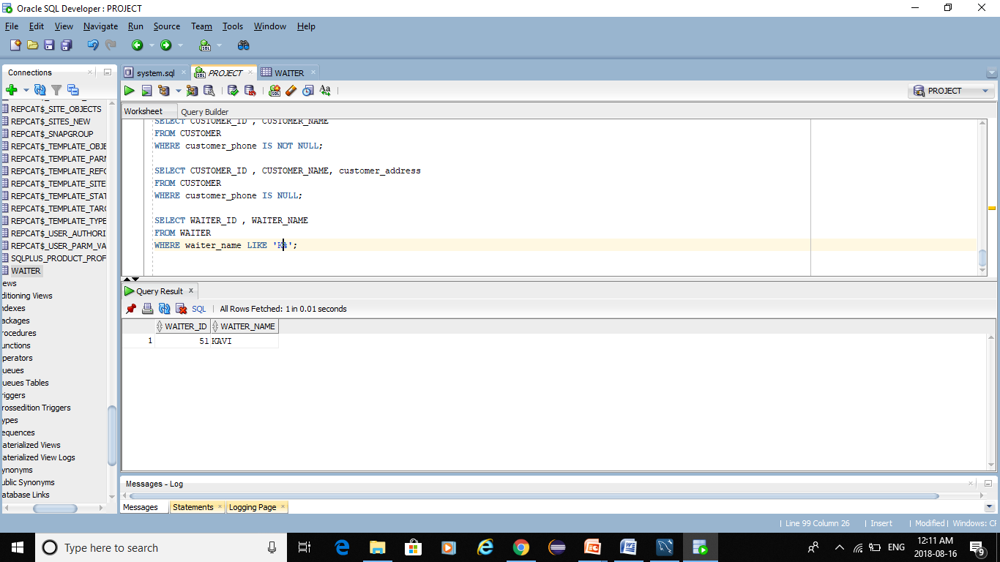 Oracle SQL Developer : PROJECT
File Edit View Navigate Run Source Team Tools Window Help
Connections
system.sql PROJECT WAITER
PROJECT
Worksheet Query Builder
REPCAT$_SITE_OBJECTS
REPCAT$_SITES_NEW
REPCAT$_SNAPGROUP
REPCAT$_TEMPLATE_OBJE
REPCAT$_TEMPLATE_PARM
REPCAT$_TEMPLATE_REFG
REPCAT$_TEMPLATE_SITE
REPCAT$_TEMPLATE_STAT
REPCAT$_TEMPLATE_TARG
REPCAT$_TEMPLATE_TYPE
REPCAT$_USER_AUTHORI
REPCAT$_USER_PARM_VA
SQLPLUS_PRODUCT_PROF
WAITER
iews
ditioning Views
ndexes
ackages
rocedures
unctions
perators
ueues
ueues Tables
riggers
rossedition Triggers
ypes
equences
aterialized Views
aterialized View Logs
ynonyms
ublic Synonyms
atabase Links
SELECT CUSTOMER_ID , CUSTOMER_NAME
FROM CUSTOMER
WHERE customer_phone IS NOT NULL;
SELECT CUSTOMER_ID , CUSTOMER_NAME, customer_address
FROM CUSTOMER
WHERE customer_phone IS NULL;
SELECT WAITER_ID , WAITER_NAME
FROM WAITER
WHERE waiter_name LIKE 'K%';
Query Result x
SQL | All Rows Fetched: 1 in 0.01 seconds
WAITER_ID WAITER_NAME
1 51 KAVI
Messages - Log
Messages Statements Logging Page
| Line 99 Column 26 | Insert | Modified | Windows: CF
Type here to search
ENG
12:11 AM
2018-08-16
9